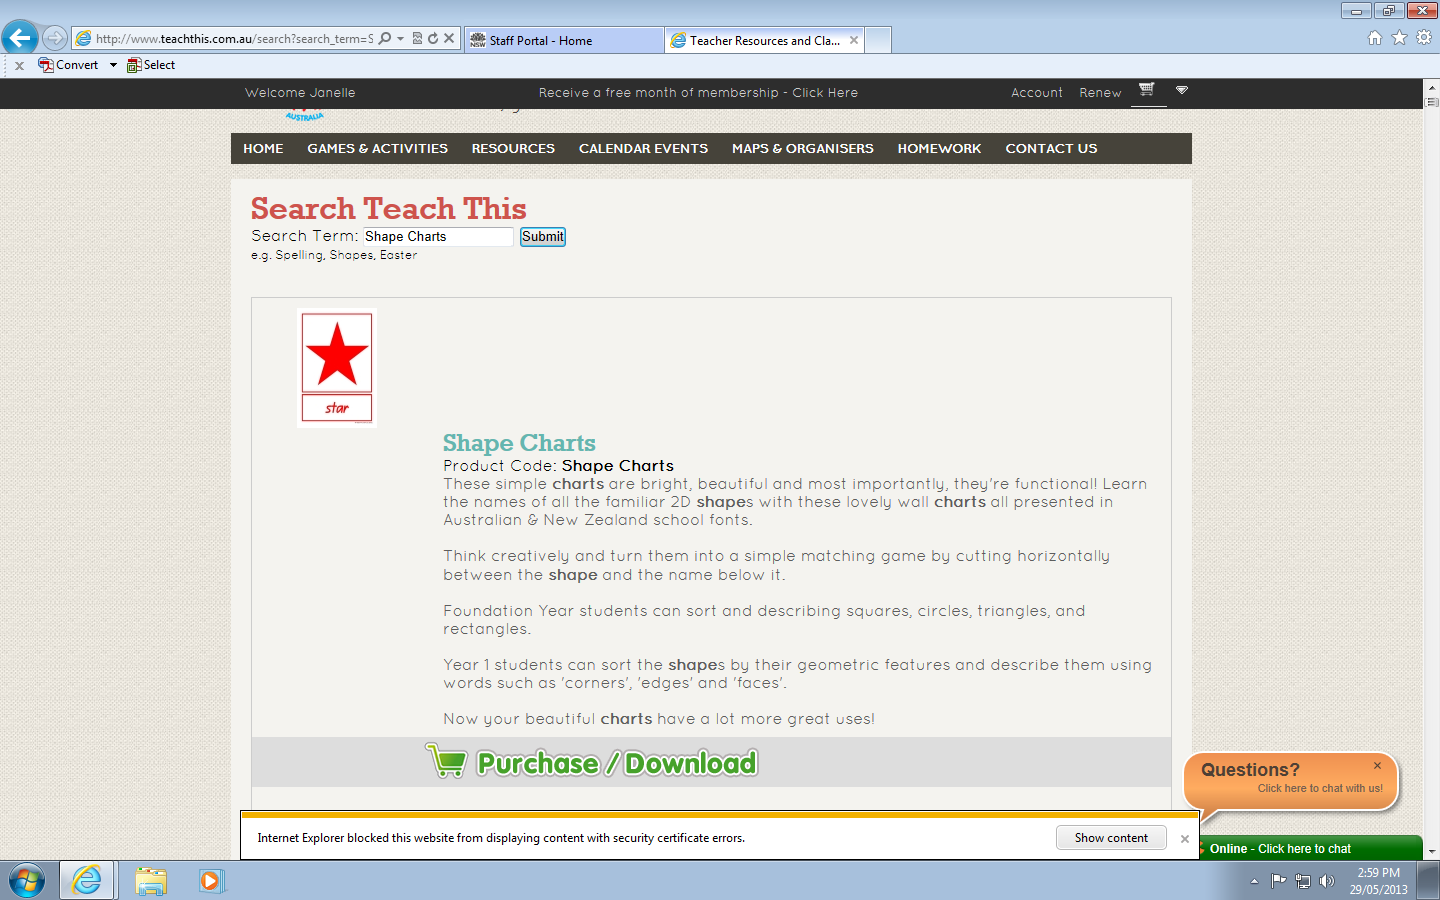 http://www.teachthis.com.au/search?search_term=S
Staff Portal - Home
Teacher Resources and Cla...
Convert
Select
Welcome Janelle
Receive a free month of membership - Click Here
Account
Renew
AUSTRALIA
HOME
GAMES & ACTIVITIES
RESOURCES
CALENDAR EVENTS
MAPS & ORGANISERS
HOMEWORK
CONTACT US
Search Teach This
Search Term: Shape Charts Submit
e.g. Spelling, Shapes, Easter
star
Shape Charts
Product Code: Shape Charts
These simple charts are bright, beautiful and most importantly, they're functional! Learn
the names of all the familiar 2D shapes with these lovely wall charts all presented in
Australian & New Zealand school fonts.
Think creatively and turn them into a simple matching game by cutting horizontally
between the shape and the name below it.
Foundation Year students can sort and describing squares, circles, triangles, and
rectangles.
Year 1 students can sort the shapes by their geometric features and describe them using
words such as 'corners', 'edges' and 'faces'.
Now your beautiful charts have a lot more great uses!
Purchase / Download
Questions?
Click here to chat with us!
Internet Explorer blocked this website from displaying content with security certificate errors.
Show content
Online - Click here to chat
2:59 PM
29/05/2013